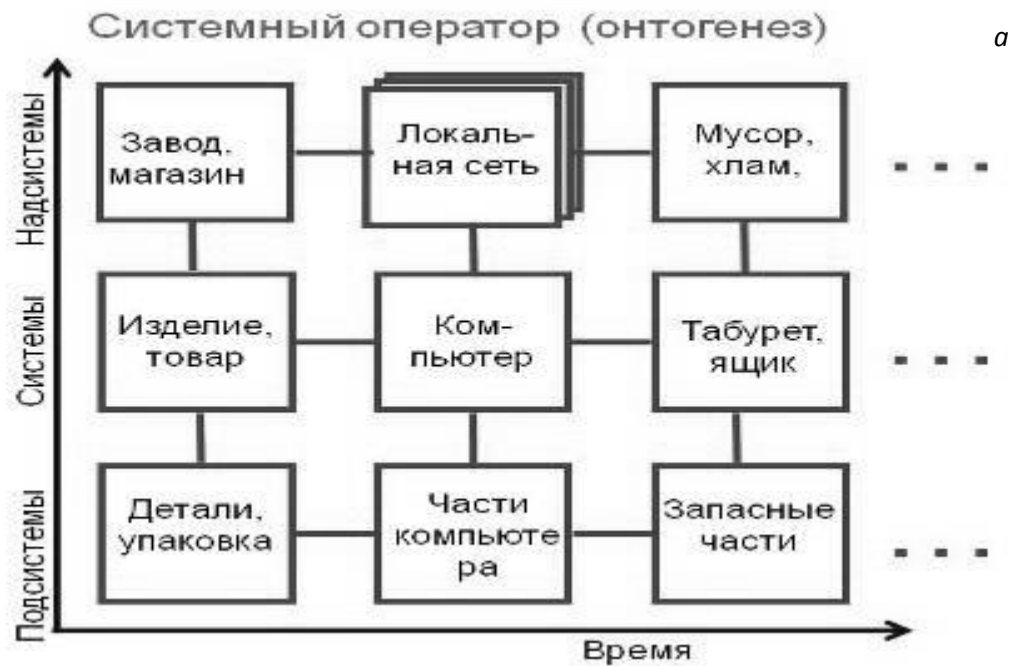 Системный оператор (онтогенез)
а
Надсистемы
Завод,
магазин
Локаль-
ная сеть
Мусор,
хлам,
. . .
Системы
Изделие,
товар
Ком-
пьютер
Табурет,
ящик
. . .
Подсистемы
Детали,
упаковка
Части
компьюте
ра
Запасные
части
. . .
Время